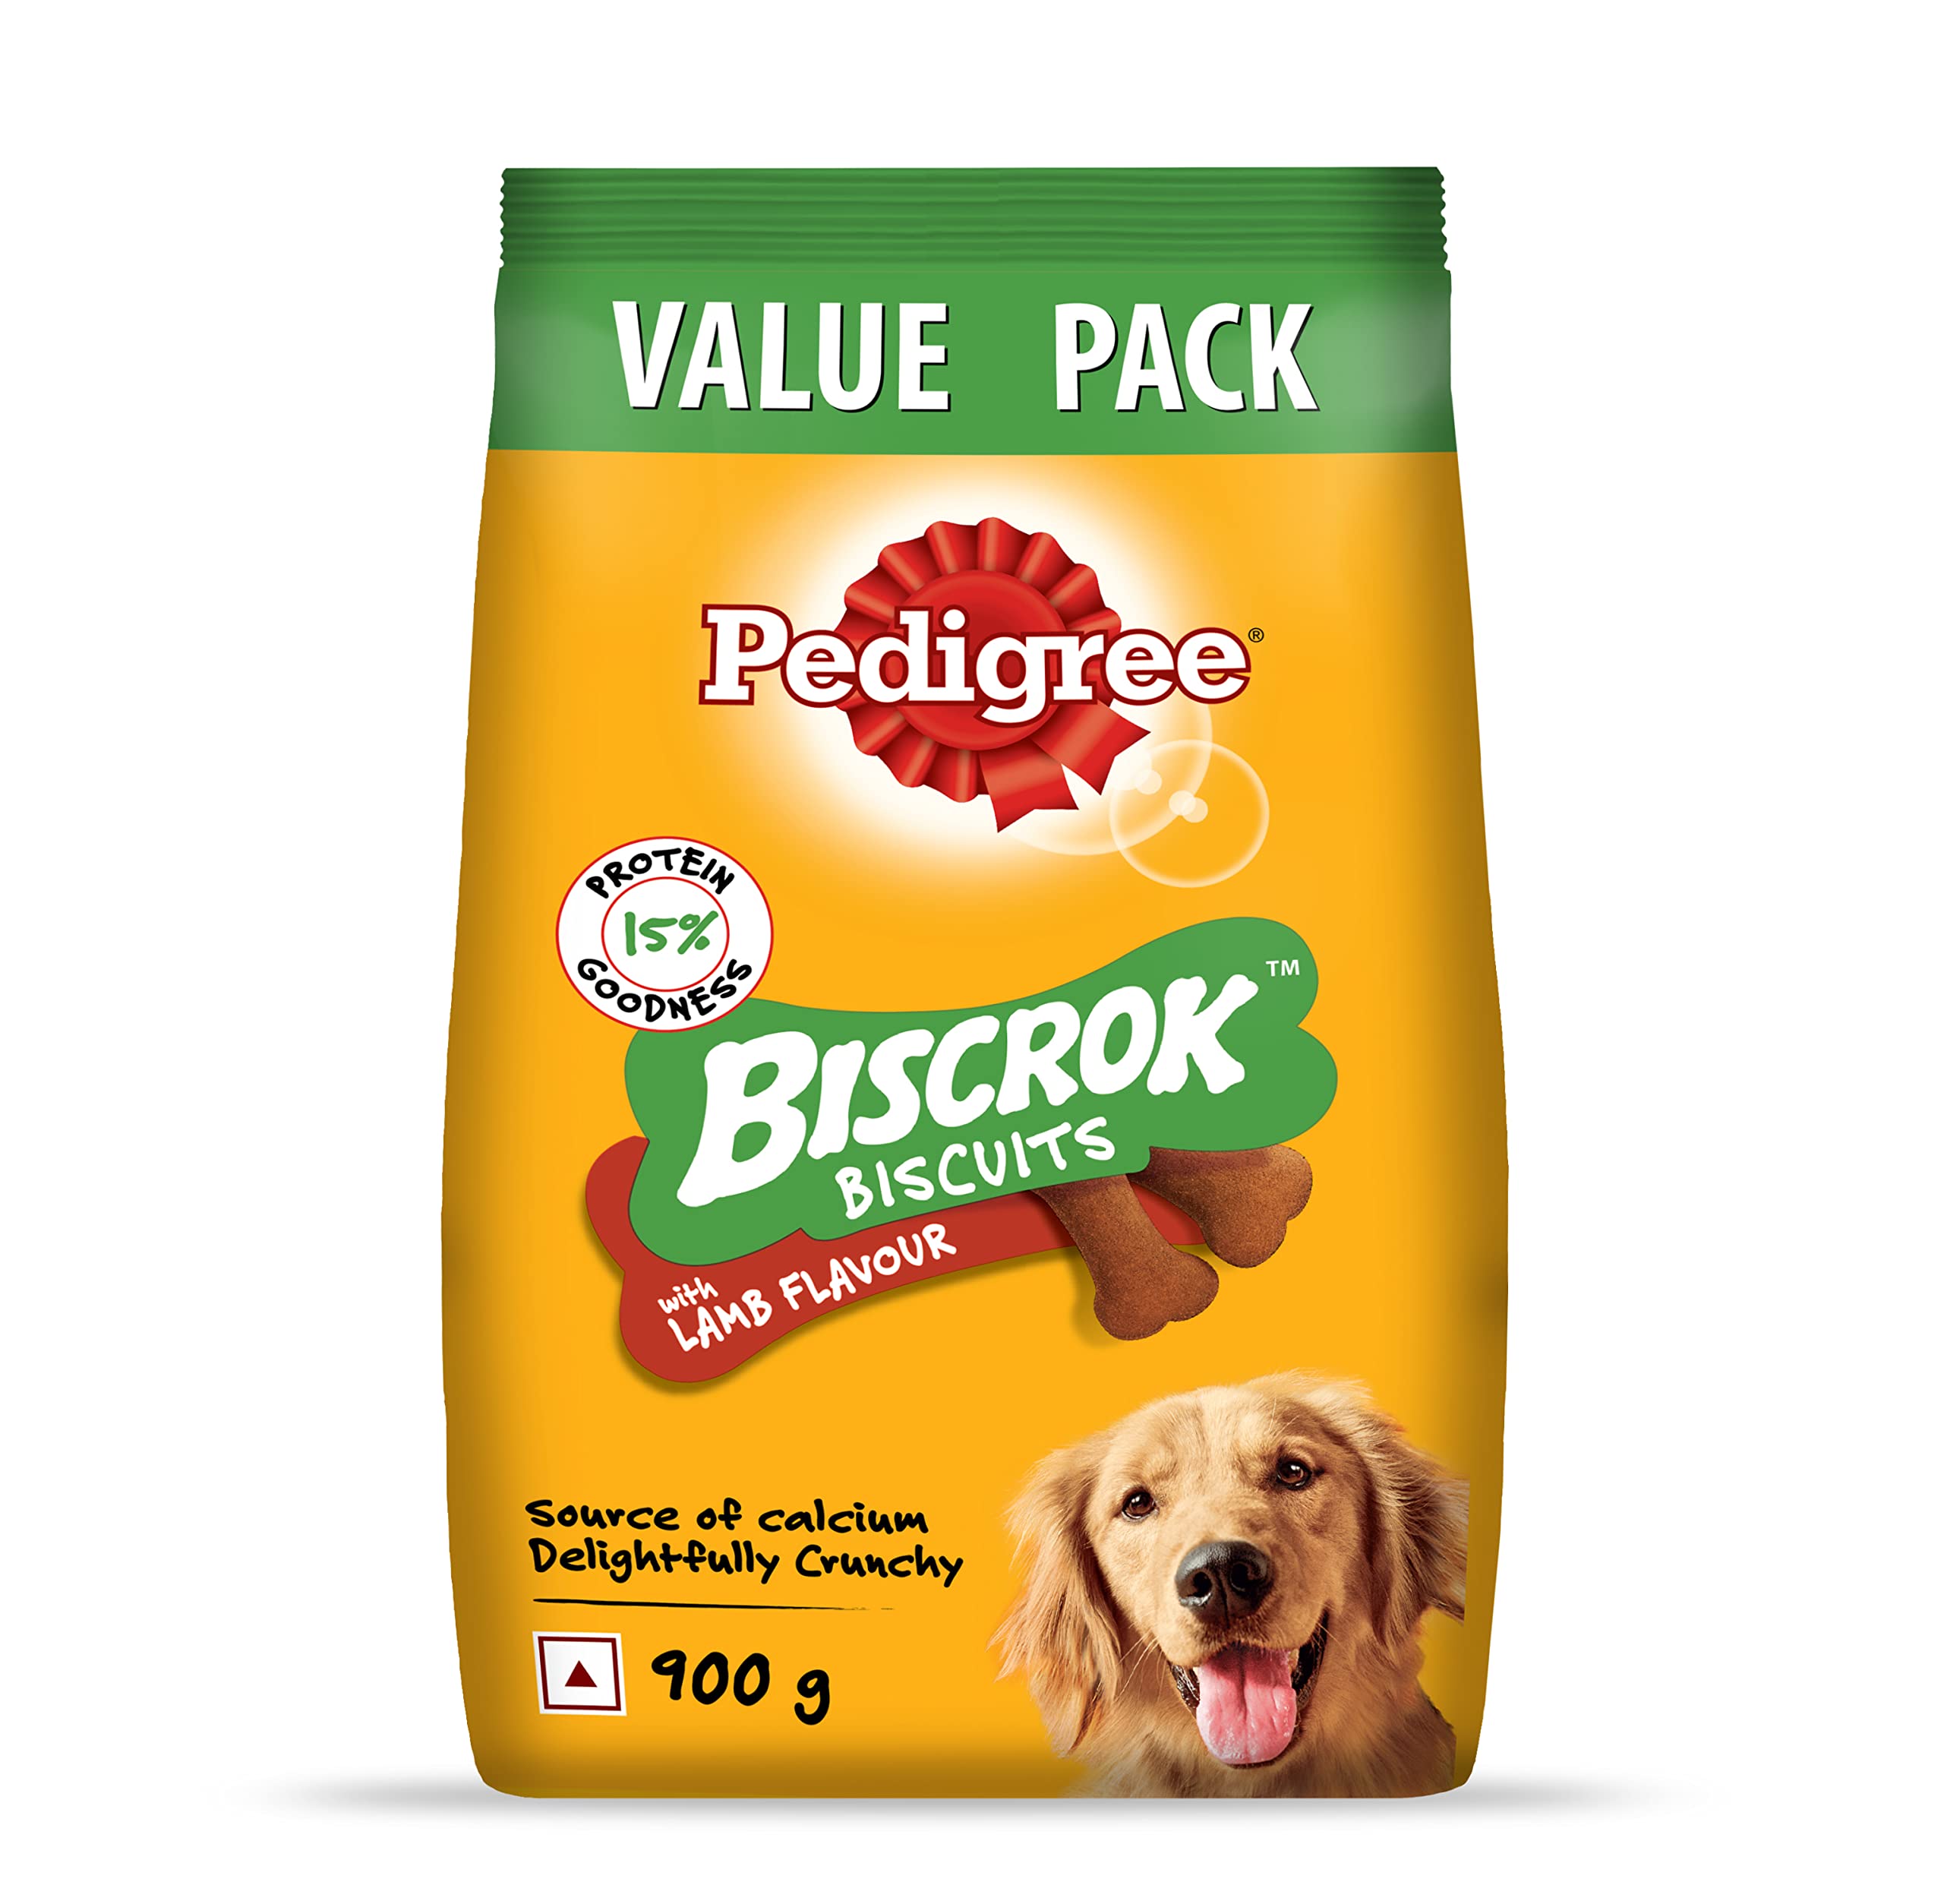 VALUE PACK
Pedigree®
PROTEIN
15%
GOODNESS
BISCROK™
BISCUITS
with
LAMB FLAVOUR
Source of calcium
Delightfully Crunchy
900 g